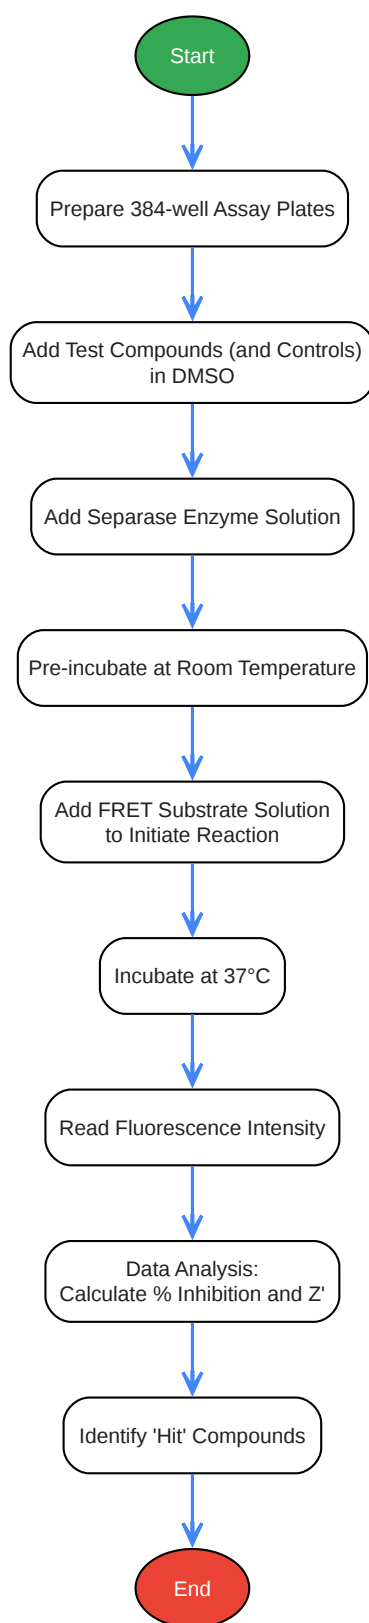 Start
Prepare 384-well Assay Plates
Add Test Compounds (and Controls)
in DMSO
Add Separase Enzyme Solution
Pre-incubate at Room Temperature
Add FRET Substrate Solution
to Initiate Reaction
Incubate at 37°C
Read Fluorescence Intensity
Data Analysis:
Calculate % Inhibition and Z'
Identify 'Hit' Compounds
End